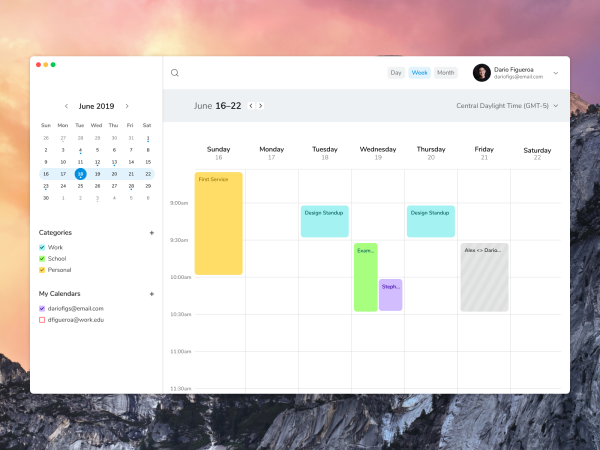 Day Week Month
Dario Figueroa
dariofigs@email.com
June 2019
Sun Mon Tue Wed Thu Fri Sat
26 27 28 29 30 31 1
2 3 4 5 6 7 8
9 10 11 12 13 14 15
16 17 18 19 20 21 22
23 24 25 26 27 28 29
30 1 2 3 4 5 6
Categories +
Work
School
Personal
My Calendars +
dariofigs@email.com
dfigueroa@work.edu
June 16–22
Central Daylight Time (GMT-5)
Sunday Monday Tuesday Wednesday Thursday Friday Saturday
16 17 18 19 20 21 22
First Service
9:00am
Design Standup
Design Standup
9:30am
Exam...
Alex <> Dario...
10:00am
Steph...
10:30am
11:00am
11:30am